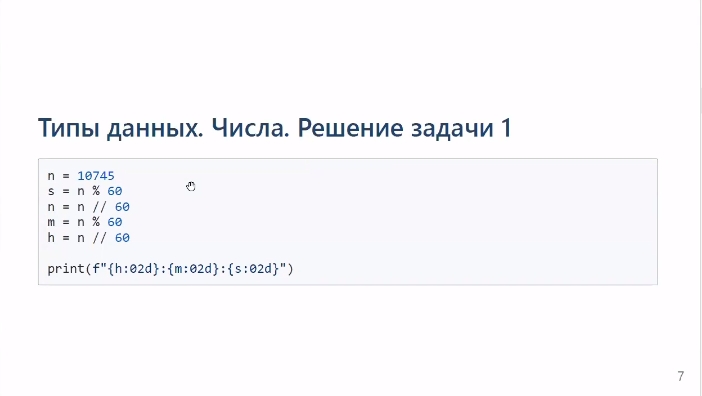 Типы данных. Числа. Решение задачи 1
n = 10745
s = n % 60
n = n // 60
m = n % 60
h = n // 60
print(f"{h:02d}:{m:02d}:{s:02d}")
7